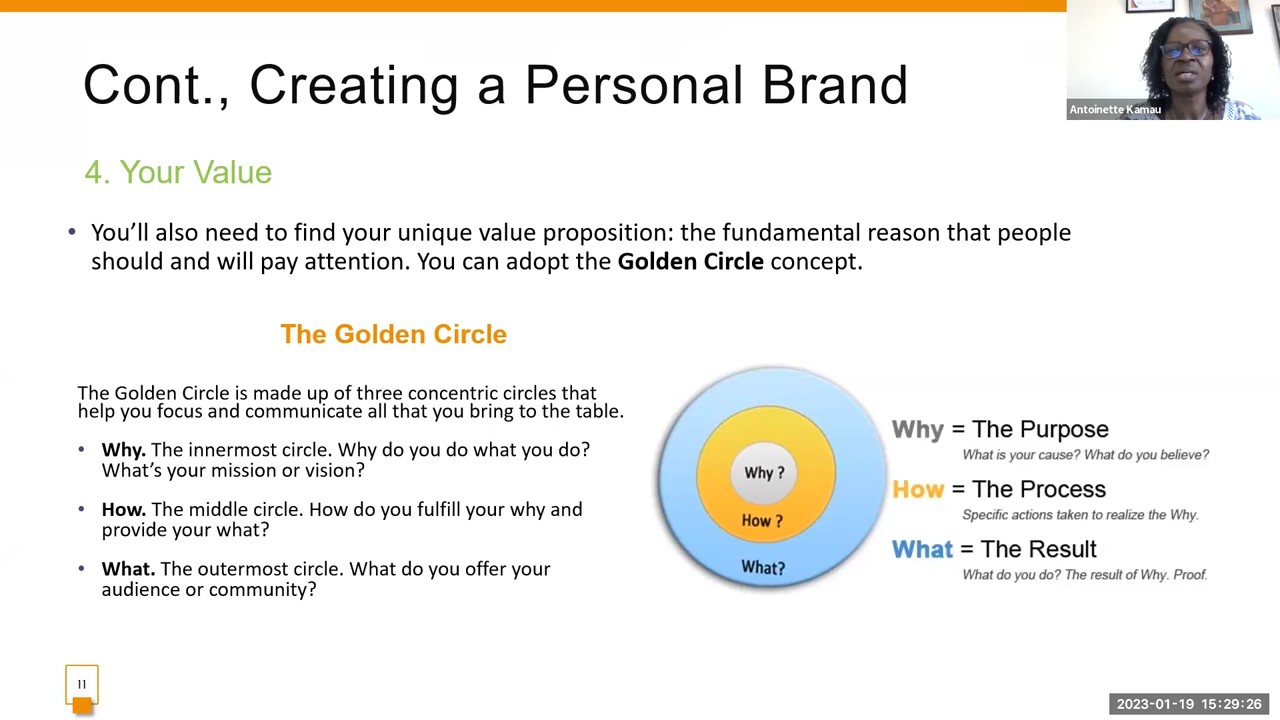 Cont., Creating a Personal Brand
Antoinette Kamau
4. Your Value
• You’ll also need to find your unique value proposition: the fundamental reason that people
should and will pay attention. You can adopt the Golden Circle concept.
The Golden Circle
The Golden Circle is made up of three concentric circles that
help you focus and communicate all that you bring to the table.
• Why. The innermost circle. Why do you do what you do?
What’s your mission or vision?
• How. The middle circle. How do you fulfill your why and
provide your what?
• What. The outermost circle. What do you offer your
audience or community?
Why ?
How ?
What?
Why = The Purpose
What is your cause? What do you believe?
How = The Process
Specific actions taken to realize the Why.
What = The Result
What do you do? The result of Why. Proof.
11
2023-01-19 15:29:26